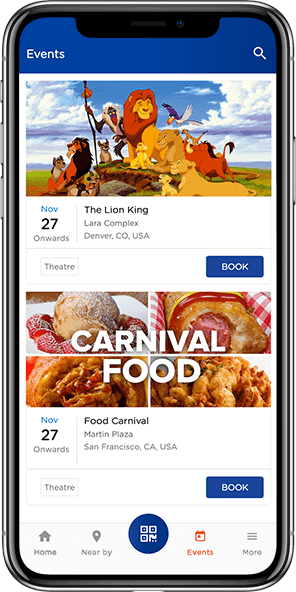 Events
Nov
27
Onwards
The Lion King
Lara Complex
Denver, CO, USA
Theatre
BOOK
CARNIVAL
FOOD
Nov
27
Onwards
Food Carnival
Martin Plaza
San Francisco, CA, USA
Theatre
BOOK
Home
Near by
Events
More